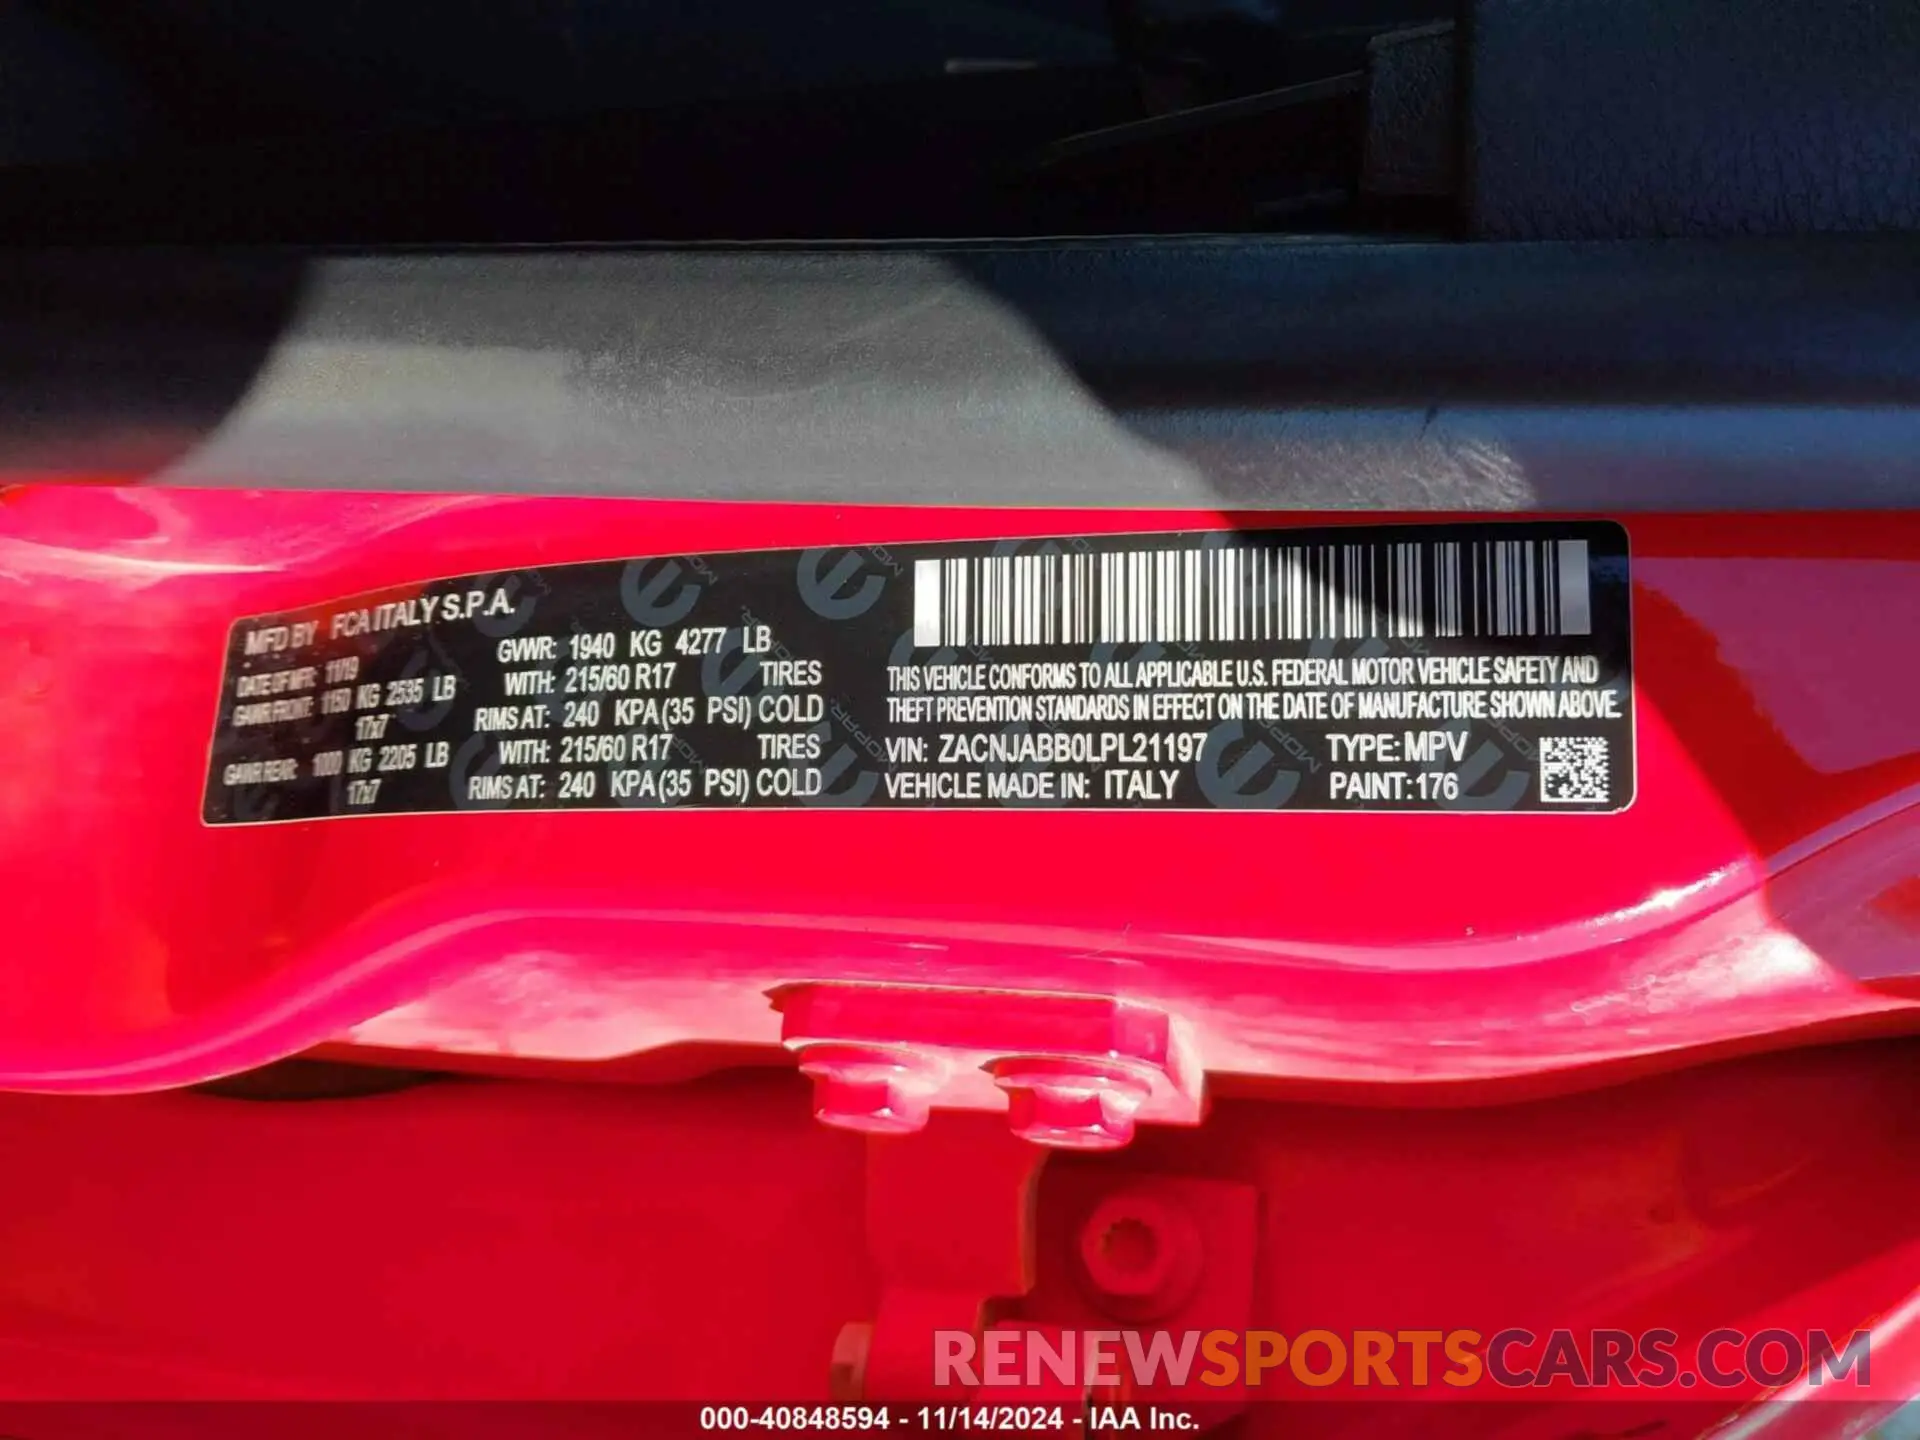 MFD BY FCA ITALY S.P.A.
DATE OF MFR: 11/19 GVWR: 1940 KG 4277 LB
GAWR FRONT: 1150 KG 2535 LB WITH: 215/60 R17 TIRES
17x7 RIMS AT: 240 KPA (35 PSI) COLD
GAWR REAR: 1000 KG 2205 LB WITH: 215/60 R17 TIRES
17x7 RIMS AT: 240 KPA (35 PSI) COLD
THIS VEHICLE CONFORMS TO ALL APPLICABLE U.S. FEDERAL MOTOR VEHICLE SAFETY AND
THEFT PREVENTION STANDARDS IN EFFECT ON THE DATE OF MANUFACTURE SHOWN ABOVE.
VIN: ZACNJABB0LPL21197 TYPE: MPV
VEHICLE MADE IN: ITALY PAINT: 176
RENEWSPORTSCARS.COM
000-40848594 - 11/14/2024 - IAA Inc.